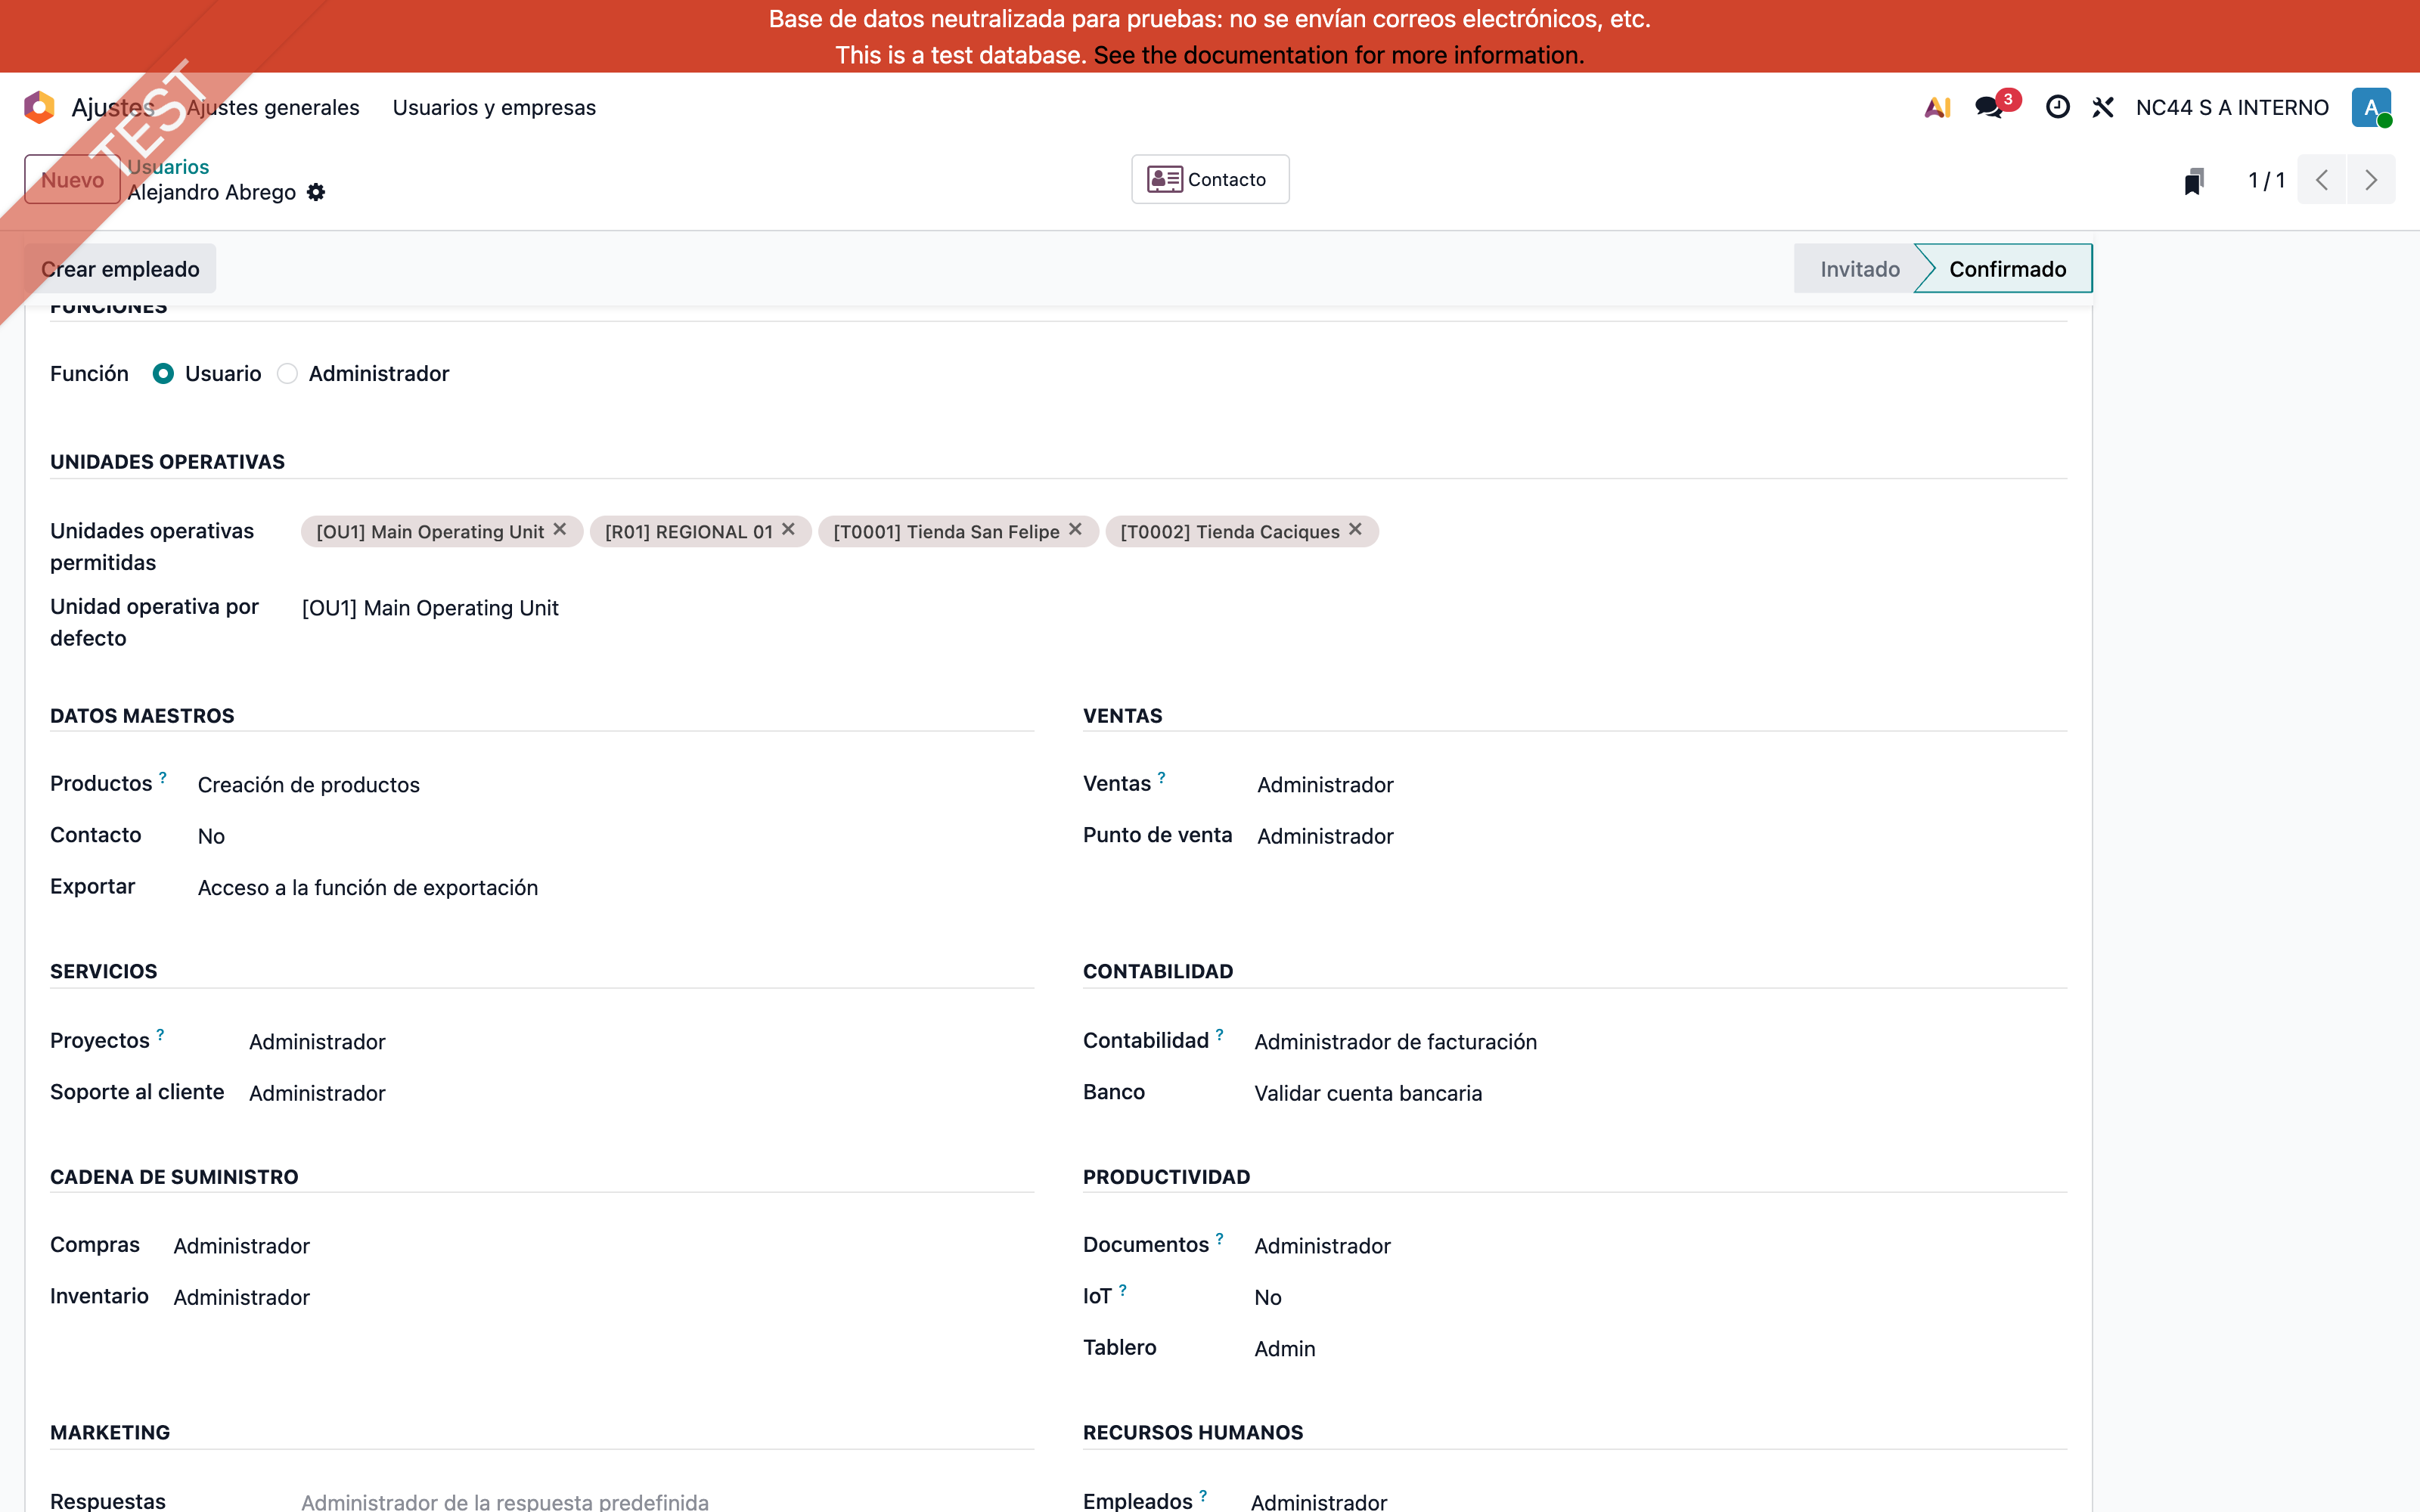 Base de datos neutralizada para pruebas: no se envían correos electrónicos, etc.
This is a test database. See the documentation for more information.
TEST
Ajustes Ajustes generales Usuarios y empresas
AI 3 NC44 S A INTERNO A
Nuevo
Usuarios
Alejandro Abrego
Contacto
1 / 1
Crear empleado
Invitado Confirmado
FUNCIONES
Función Usuario Administrador
UNIDADES OPERATIVAS
Unidades operativas permitidas
[OU1] Main Operating Unit ✕ [R01] REGIONAL 01 ✕ [T0001] Tienda San Felipe ✕ [T0002] Tienda Caciques ✕
Unidad operativa por defecto
[OU1] Main Operating Unit
DATOS MAESTROS
Productos ? Creación de productos
Contacto No
Exportar Acceso a la función de exportación
VENTAS
Ventas ? Administrador
Punto de venta Administrador
SERVICIOS
Proyectos ? Administrador
Soporte al cliente Administrador
CONTABILIDAD
Contabilidad ? Administrador de facturación
Banco Validar cuenta bancaria
CADENA DE SUMINISTRO
Compras Administrador
Inventario Administrador
PRODUCTIVIDAD
Documentos ? Administrador
IoT ? No
Tablero Admin
MARKETING
Respuestas Administrador de la respuesta predefinida
RECURSOS HUMANOS
Empleados ? Administrador